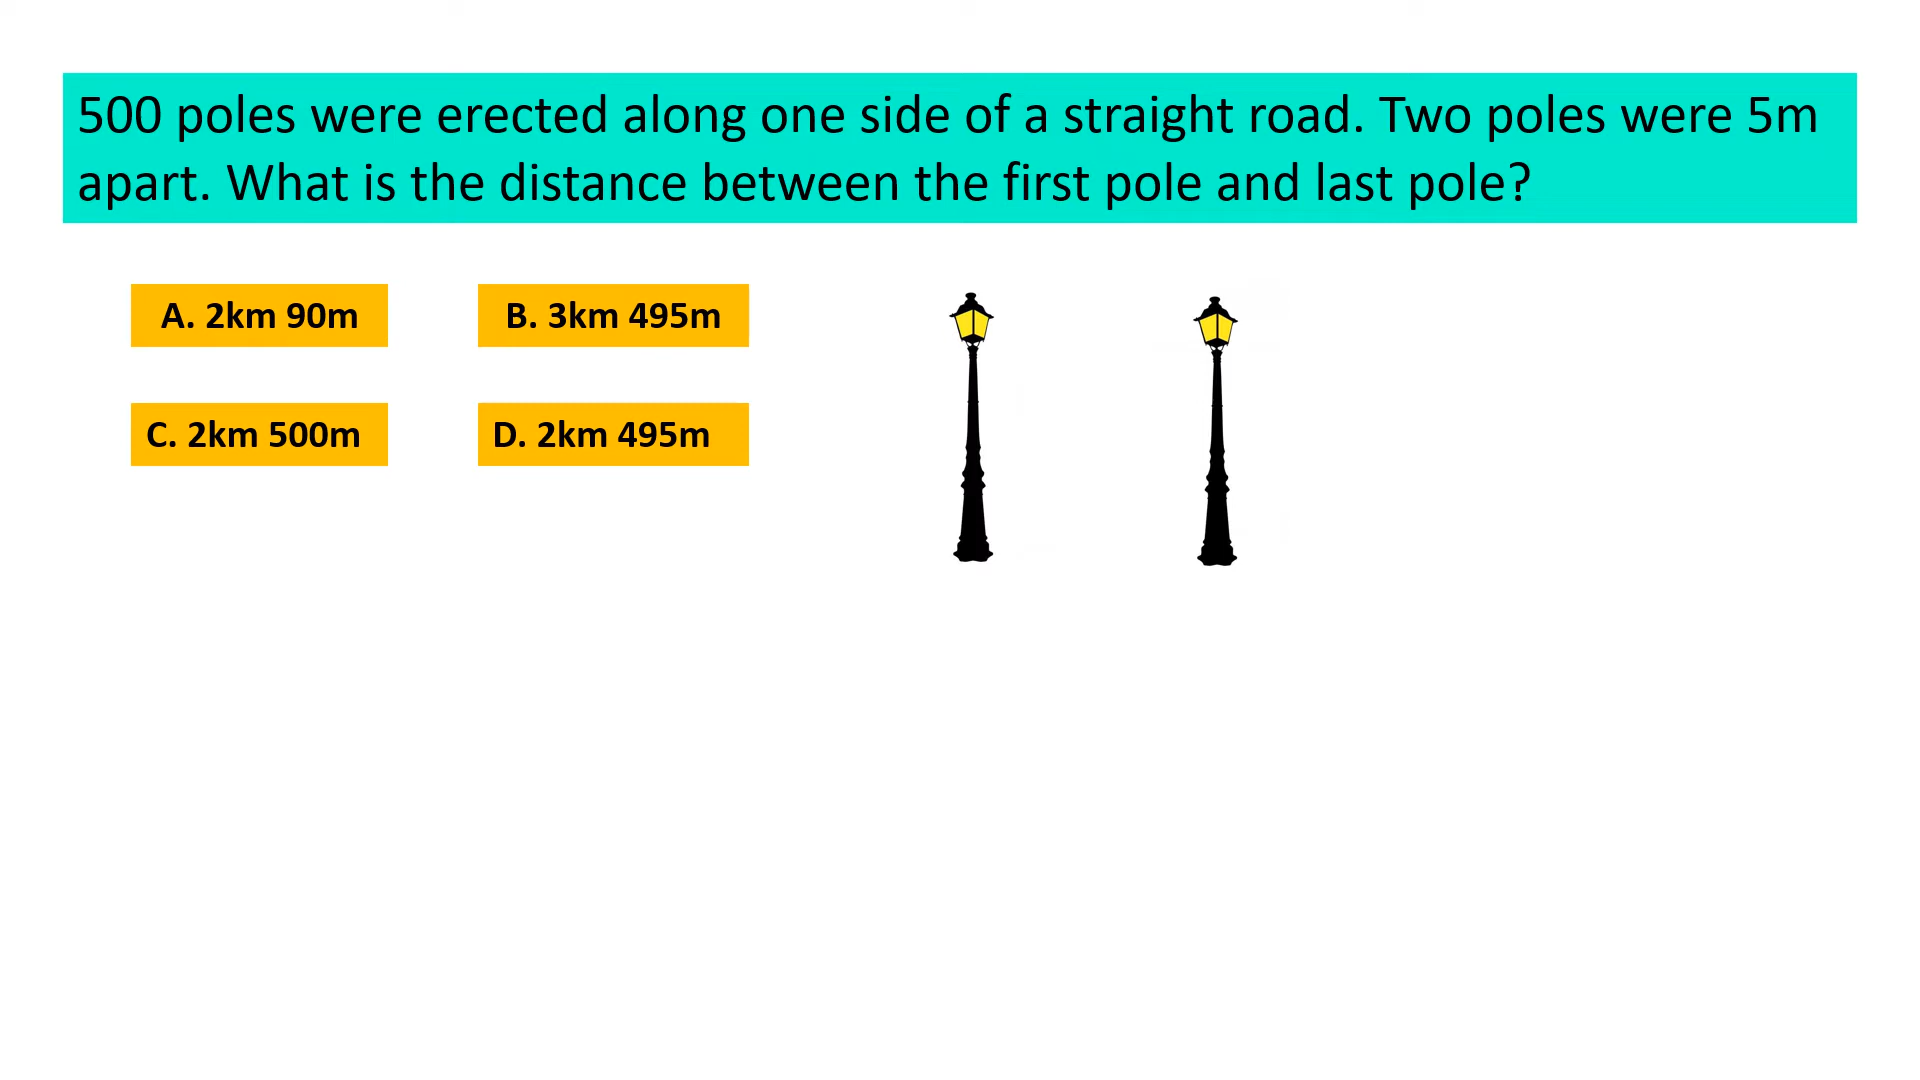 500 poles were erected along one side of a straight road. Two poles were 5m
apart. What is the distance between the first pole and last pole?
A. 2km 90m
B. 3km 495m
C. 2km 500m
D. 2km 495m